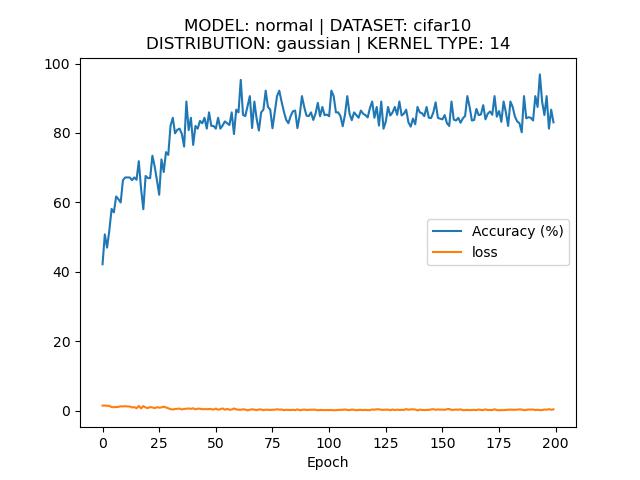 MODEL: normal | DATASET: cifar10
DISTRIBUTION: gaussian | KERNEL TYPE: 14
100
80
60
40
20
0
Accuracy (%)
loss
0 25 50 75 100 125 150 175 200
Epoch